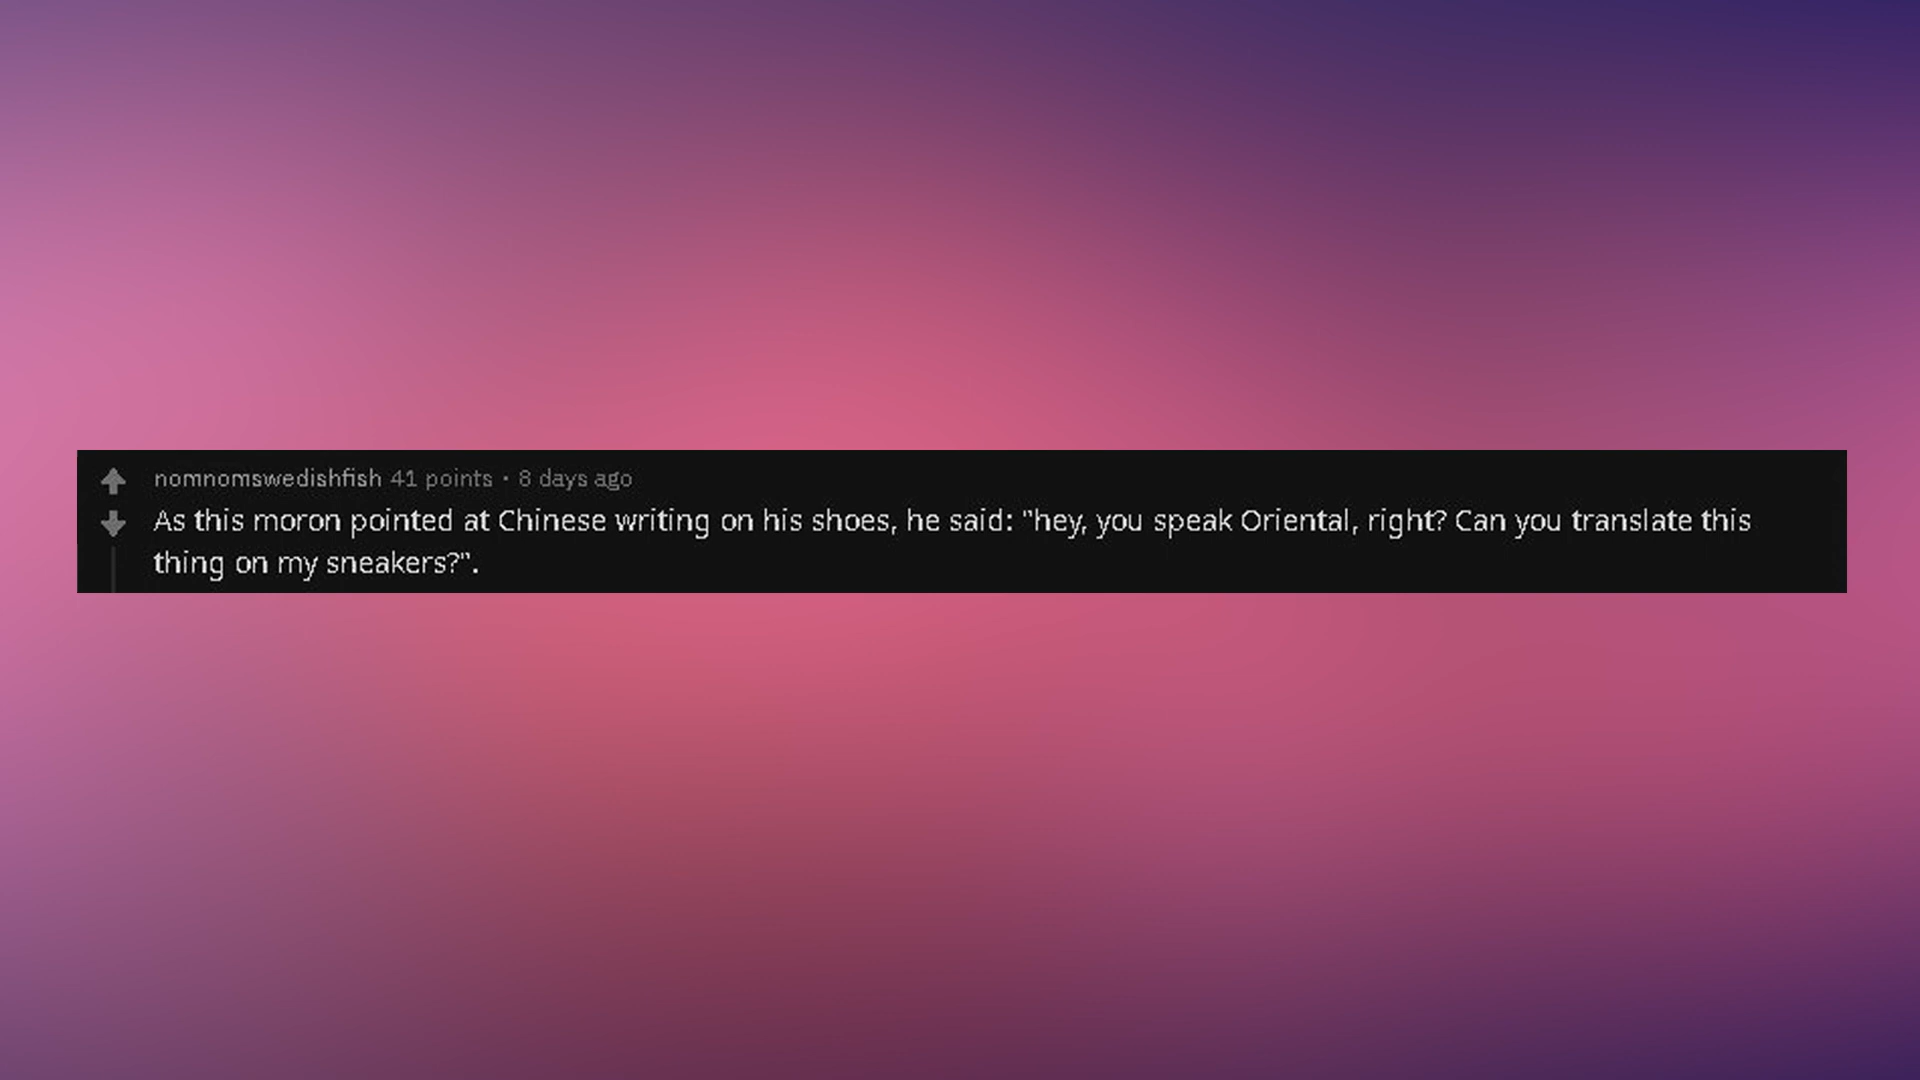 nomnomswedishfish 41 points · 8 days ago
As this moron pointed at Chinese writing on his shoes, he said: "hey, you speak Oriental, right? Can you translate this
thing on my sneakers?".